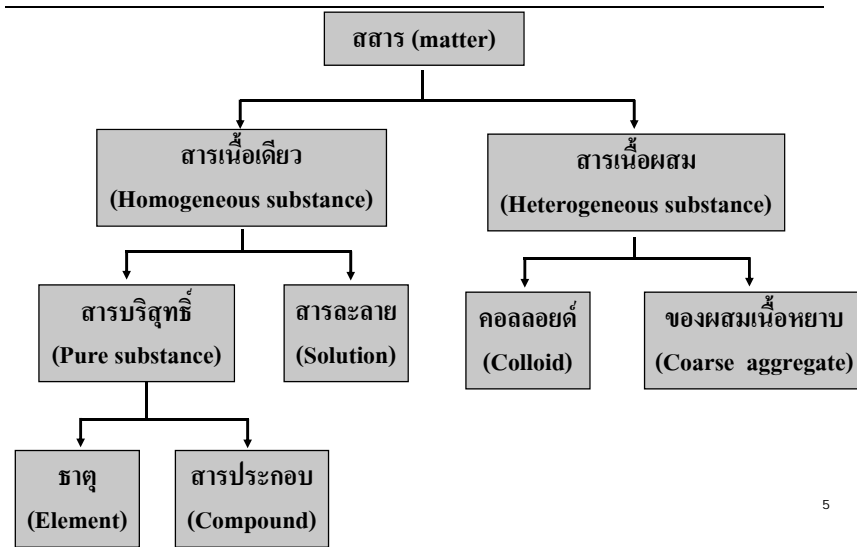 สสาร (matter)
สารเนื้อเดียว
(Homogeneous substance)
สารเนื้อผสม
(Heterogeneous substance)
สารบริสุทธิ์
(Pure substance)
สารละลาย
(Solution)
คอลลอยด์
(Colloid)
ของผสมเนื้อหยาบ
(Coarse aggregate)
ธาตุ
(Element)
สารประกอบ
(Compound)
5